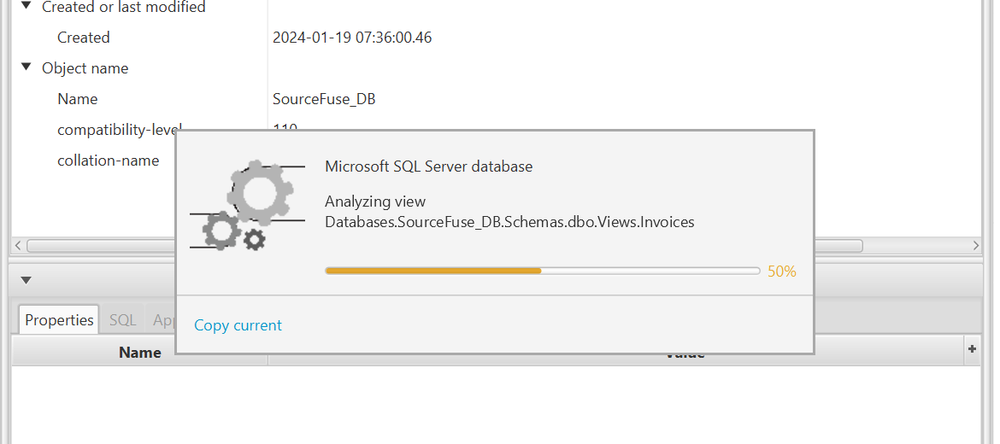 Created or last modified
Created 2024-01-19 07:36:00.46
Object name
Name SourceFuse_DB
compatibility-level 110
collation-name
Microsoft SQL Server database
Analyzing view
Databases.SourceFuse_DB.Schemas.dbo.Views.Invoices
50%
Properties SQL
Copy current
Name Value